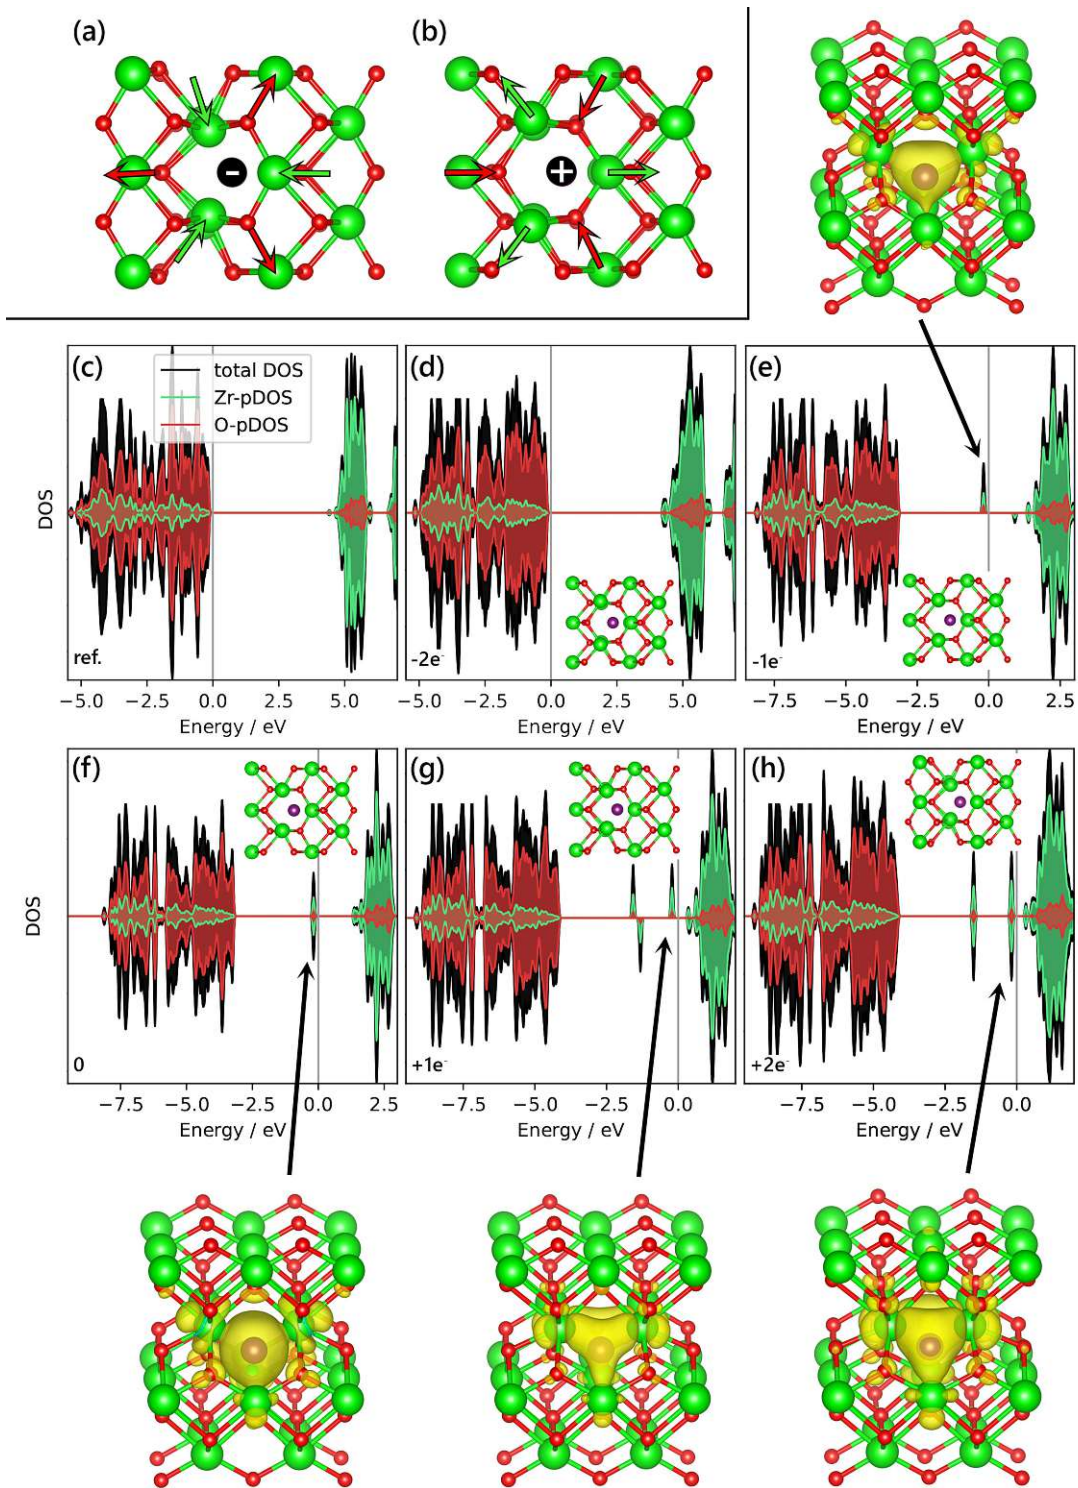 (a)
(b)
-
+
(c)
total DOS
Zr-pDOS
O-pDOS
(d)
(e)
DOS
ref.
-2e⁻
-1e⁻
−5.0 −2.5 0.0 2.5 5.0
−5.0 −2.5 0.0 2.5 5.0
−7.5 −5.0 −2.5 0.0 2.5
Energy / eV
Energy / eV
Energy / eV
(f)
(g)
(h)
DOS
0
+1e⁻
+2e⁻
−7.5 −5.0 −2.5 0.0 2.5
−7.5 −5.0 −2.5 0.0
−7.5 −5.0 −2.5 0.0
Energy / eV
Energy / eV
Energy / eV